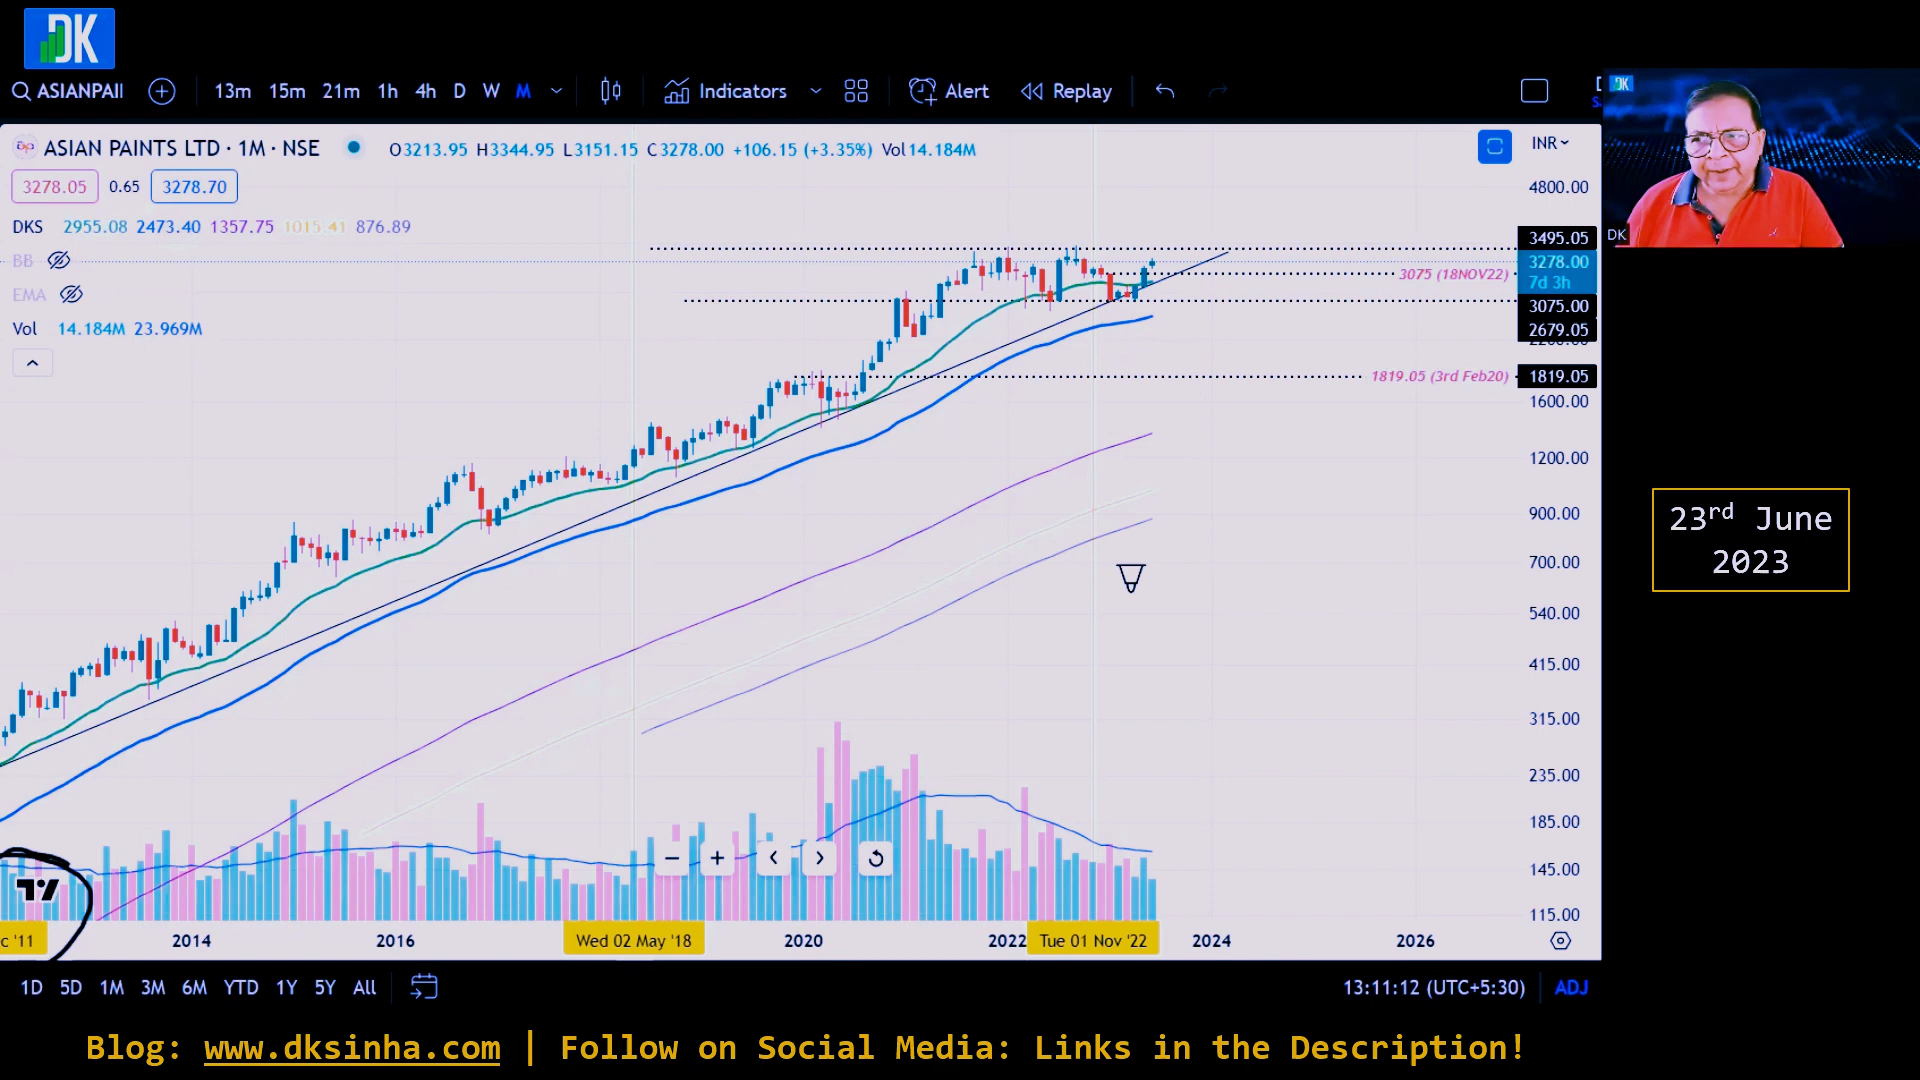 DK
ASIANPAII
13m 15m 21m 1h 4h D W M
Indicators
Alert
Replay
DK
DK
ASIAN PAINTS LTD · 1M · NSE
O3213.95 H3344.95 L3151.15 C3278.00 +106.15 (+3.35%) Vol14.184M
INR
3278.05 0.65 3278.70
DKS 2955.08 2473.40 1357.75 1015.41 876.89
BB
EMA
Vol 14.184M 23.969M
4800.00
3495.05
3278.00
7d 3h
3075 (18NOV22)
3075.00
2679.05
1819.05 (3rd Feb20)
1819.05
1600.00
1200.00
900.00
700.00
540.00
415.00
315.00
235.00
185.00
145.00
115.00
23rd June
2023
c '11 2014 2016 Wed 02 May '18 2020 2022 Tue 01 Nov '22 2024 2026
1D 5D 1M 3M 6M YTD 1Y 5Y All
13:11:12 (UTC+5:30) ADJ
Blog: www.dksinha.com | Follow on Social Media: Links in the Description!